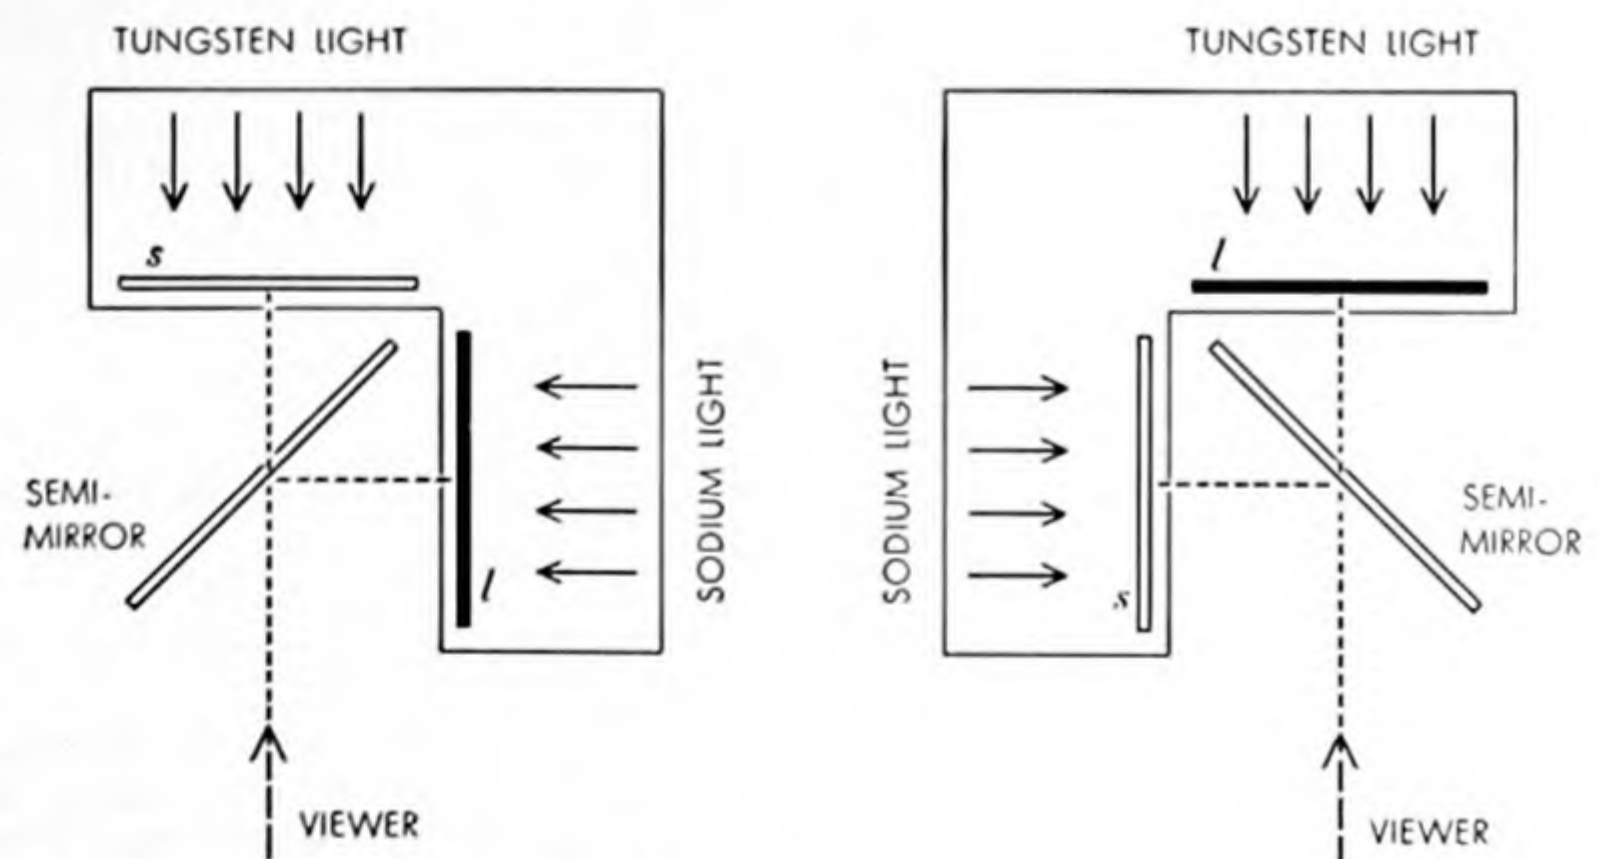 TUNGSTEN LIGHT
s
SEMI-
MIRROR
l
SODIUM LIGHT
VIEWER
TUNGSTEN LIGHT
l
SODIUM LIGHT
s
SEMI-
MIRROR
VIEWER